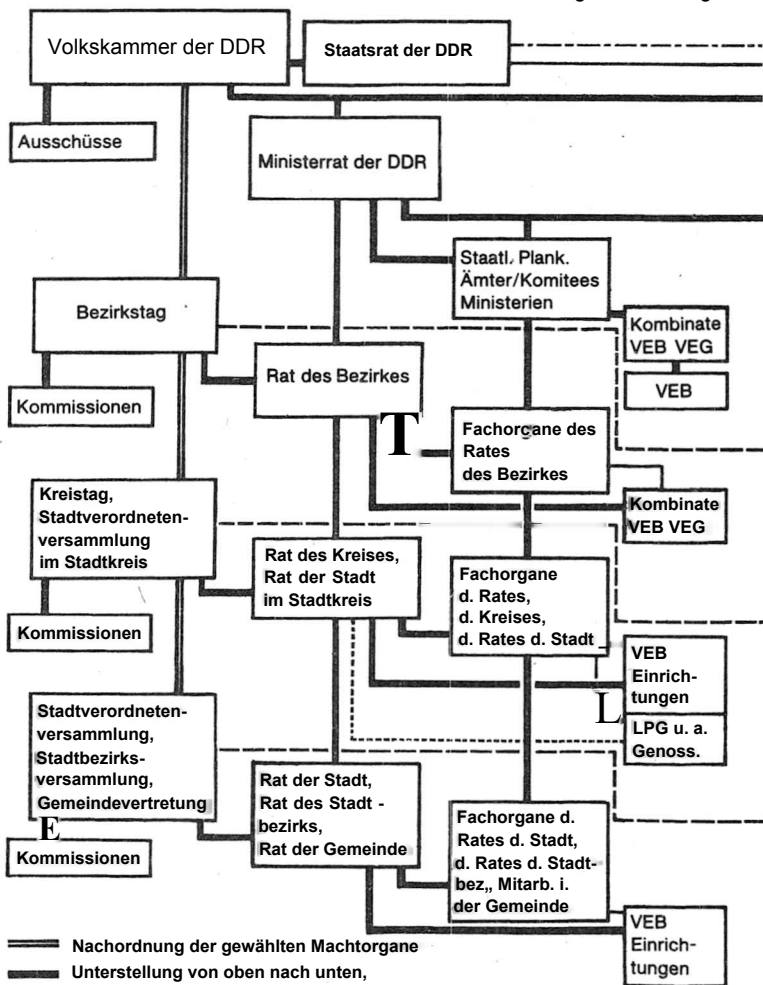 Volkskammer der DDR
Staatsrat der DDR
Ausschüsse
Ministerrat der DDR
Staatl. Plank.
Ämter/Komitees
Ministerien
Bezirkstag
Kombinate
VEB VEG
VEB
Rat des Bezirkes
Kommissionen
T
Fachorcane des
Rates
des Bezirkes
Kreistag,
Stadtverordneten-
versammlung
im Stadtkreis
Kombinate
VEB VEG
Rat des Kreises,
Rat der Stadt
im Stadtkreis
Fachorgane
d. Rates,
d. Kreises,
d. Rates d. Stadt
Kommissionen
VEB
Einrich-
tungen
L
LPG u. a.
Genoss.
Stadtverordneten-
versammlung,
Stadtbezirks-
versammlung,
Gemeindevertretung
E
Rat der Stadt,
Rat des Stadt -
bezirks,
Rat der Gemeinde
Fachorgane d.
Rates d. Stadt,
d. Rates d. Stadt-
bez,, Mitarb. i.
der Gemeinde
Kommissionen
VEB
Einrich-
tungen
Nachordnung der gewählten Machtorgane
Unterstellung von oben nach unten,